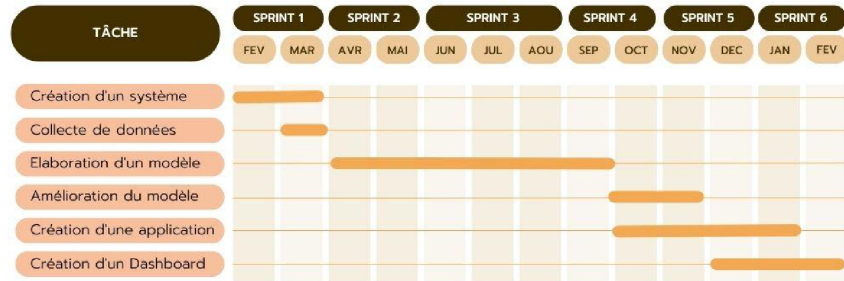 TÂCHE
SPRINT 1 SPRINT 2 SPRINT 3 SPRINT 4 SPRINT 5 SPRINT 6
FEV MAR AVR MAI JUN JUL AOU SEP OCT NOV DEC JAN FEV
Création d'un système
Collecte de données
Elaboration d'un modèle
Amélioration du modèle
Création d'une application
Création d'un Dashboard